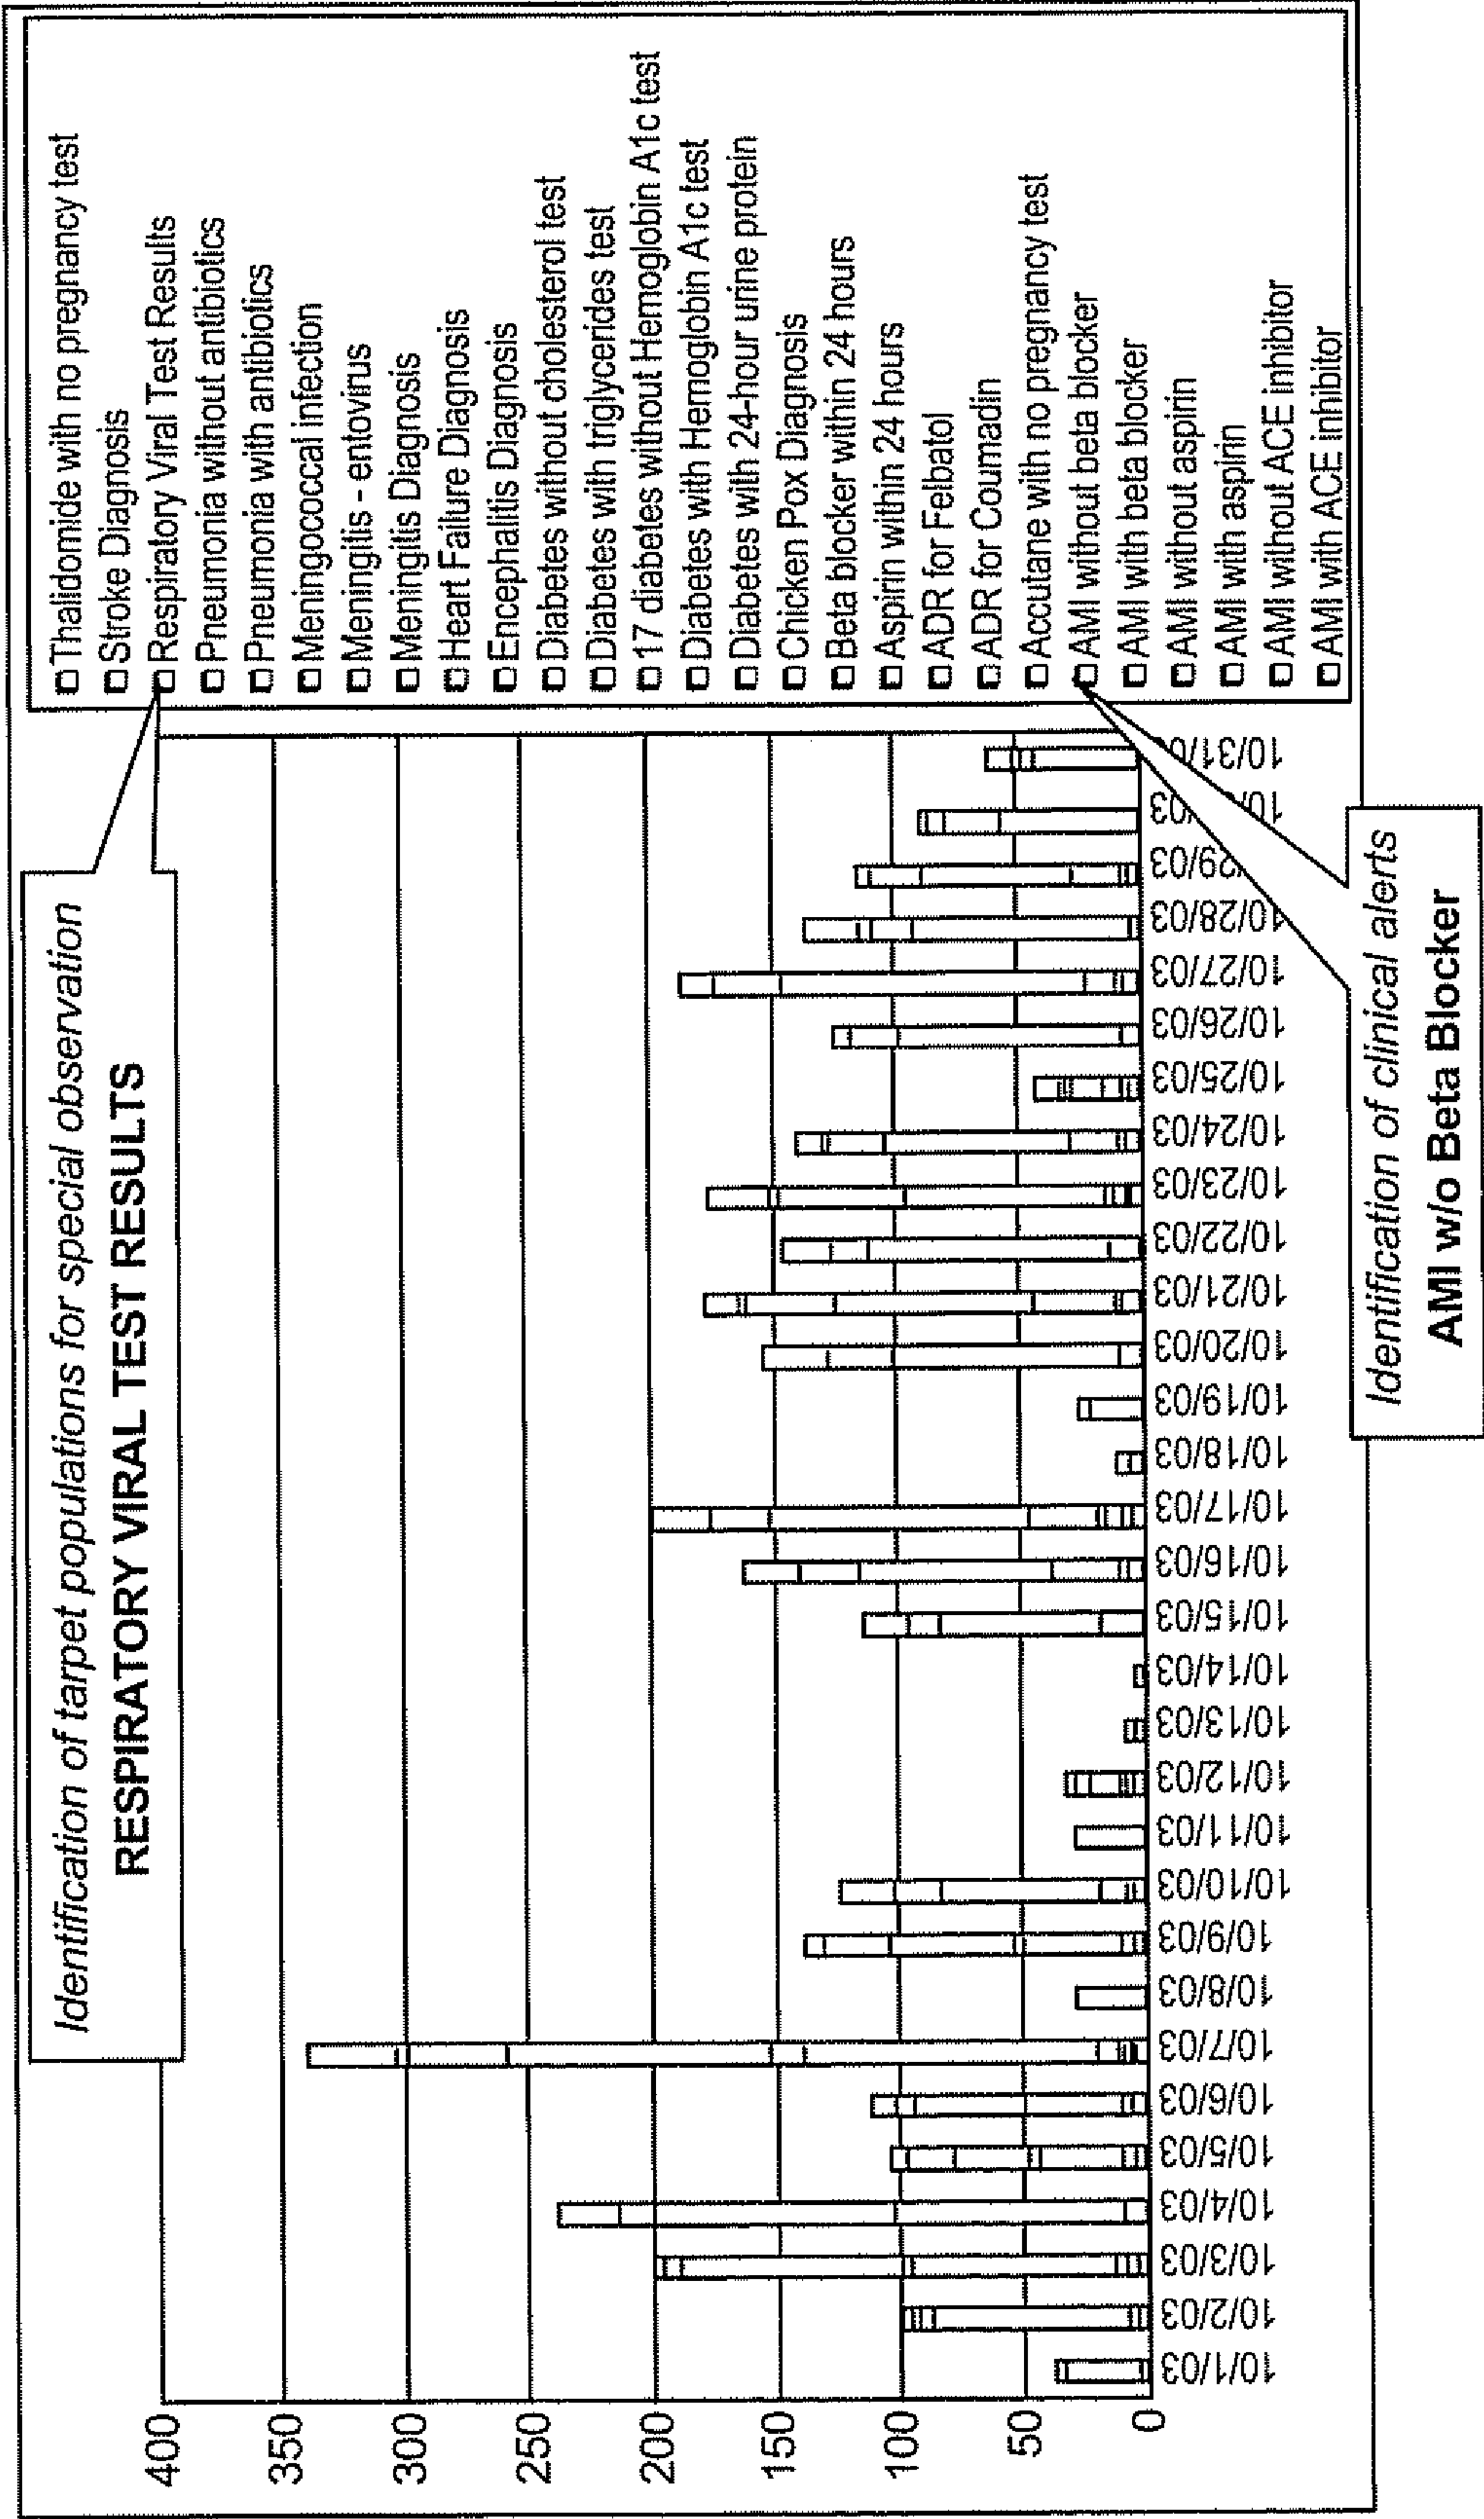 Identification of tarpet populations for special observation
RESPIRATORY VIRAL TEST RESULTS
400
350
300
250
200
150
100
50
0
10/1/03
10/2/03
10/3/03
10/4/03
10/5/03
10/6/03
10/7/03
10/8/03
10/9/03
10/10/03
10/11/03
10/12/03
10/13/03
10/14/03
10/15/03
10/16/03
10/17/03
10/18/03
10/19/03
10/20/03
10/21/03
10/22/03
10/23/03
10/24/03
10/25/03
10/26/03
10/27/03
10/28/03
Thalidomide with no pregnancy test
Stroke Diagnosis
Respiratory Viral Test Results
Pneumonia without antibiotics
Pneumonia with antibiotics
Meningococcal infection
Meningitis - entovirus
Meningitis Diagnosis
Heart Failure Diagnosis
Encephalitis Diagnosis
Diabetes without cholesterol test
Diabetes with triglycerides test
17 diabetes without Hemoglobin A1c test
Diabetes with Hemoglobin A1c test
Diabetes with 24-hour urine protein
Chicken Pox Diagnosis
Beta blocker within 24 hours
Aspirin within 24 hours
ADR for Felbatol
ADR for Coumadin
Accutane with no pregnancy test
AMI without beta blocker
AMI with beta blocker
AMI without aspirin
AMI with aspirin
AMI without ACE inhibitor
AMI with ACE inhibitor
Identification of clinical alerts
AMI w/o Beta Blocker